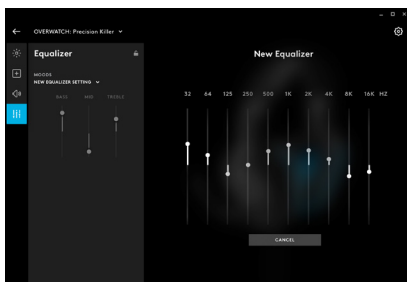 OVERWATCH: Precision Killer
Equalizer
New Equalizer
MOODS
NEW EQUALIZER SETTING
BASS MID TREBLE
32 64 125 250 500 1K 2K 4K 8K 16K HZ
CANCEL